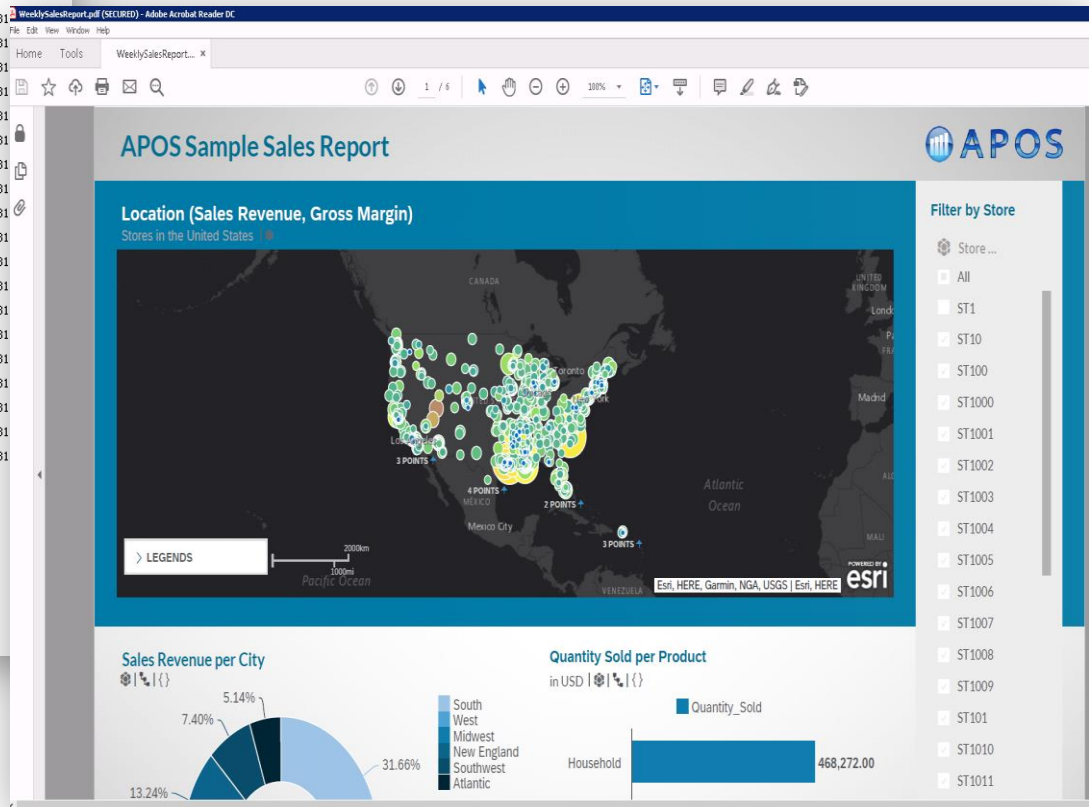 WeeklySalesReport.pdf (SECURED) - Adobe Acrobat Reader DC
File Edit View Window Help
Home Tools WeeklySalesReport... ×
1 / 6 100%
APOS Sample Sales Report
APOS
Location (Sales Revenue, Gross Margin)
Stores in the United States
CANADA
UNITED
KINGDOM
Toronto
Madrid
Los Angeles
3 POINTS
4 POINTS
MÉXICO
2 POINTS
Atlantic
Ocean
Mexico City
3 POINTS
MALI
> LEGENDS
2000km
1000mi
Pacific Ocean
VENEZUELA
Esri, HERE, Garmin, NGA, USGS | Esri, HERE
POWERED BY
esri
Filter by Store
Store ...
All
ST1
ST10
ST100
ST1000
ST1001
ST1002
ST1003
ST1004
ST1005
ST1006
ST1007
ST1008
ST1009
ST101
ST1010
ST1011
Sales Revenue per City
5.14%
7.40%
13.24%
31.66%
South
West
Midwest
New England
Southwest
Atlantic
Quantity Sold per Product
in USD
Quantity_Sold
Household
468,272.00